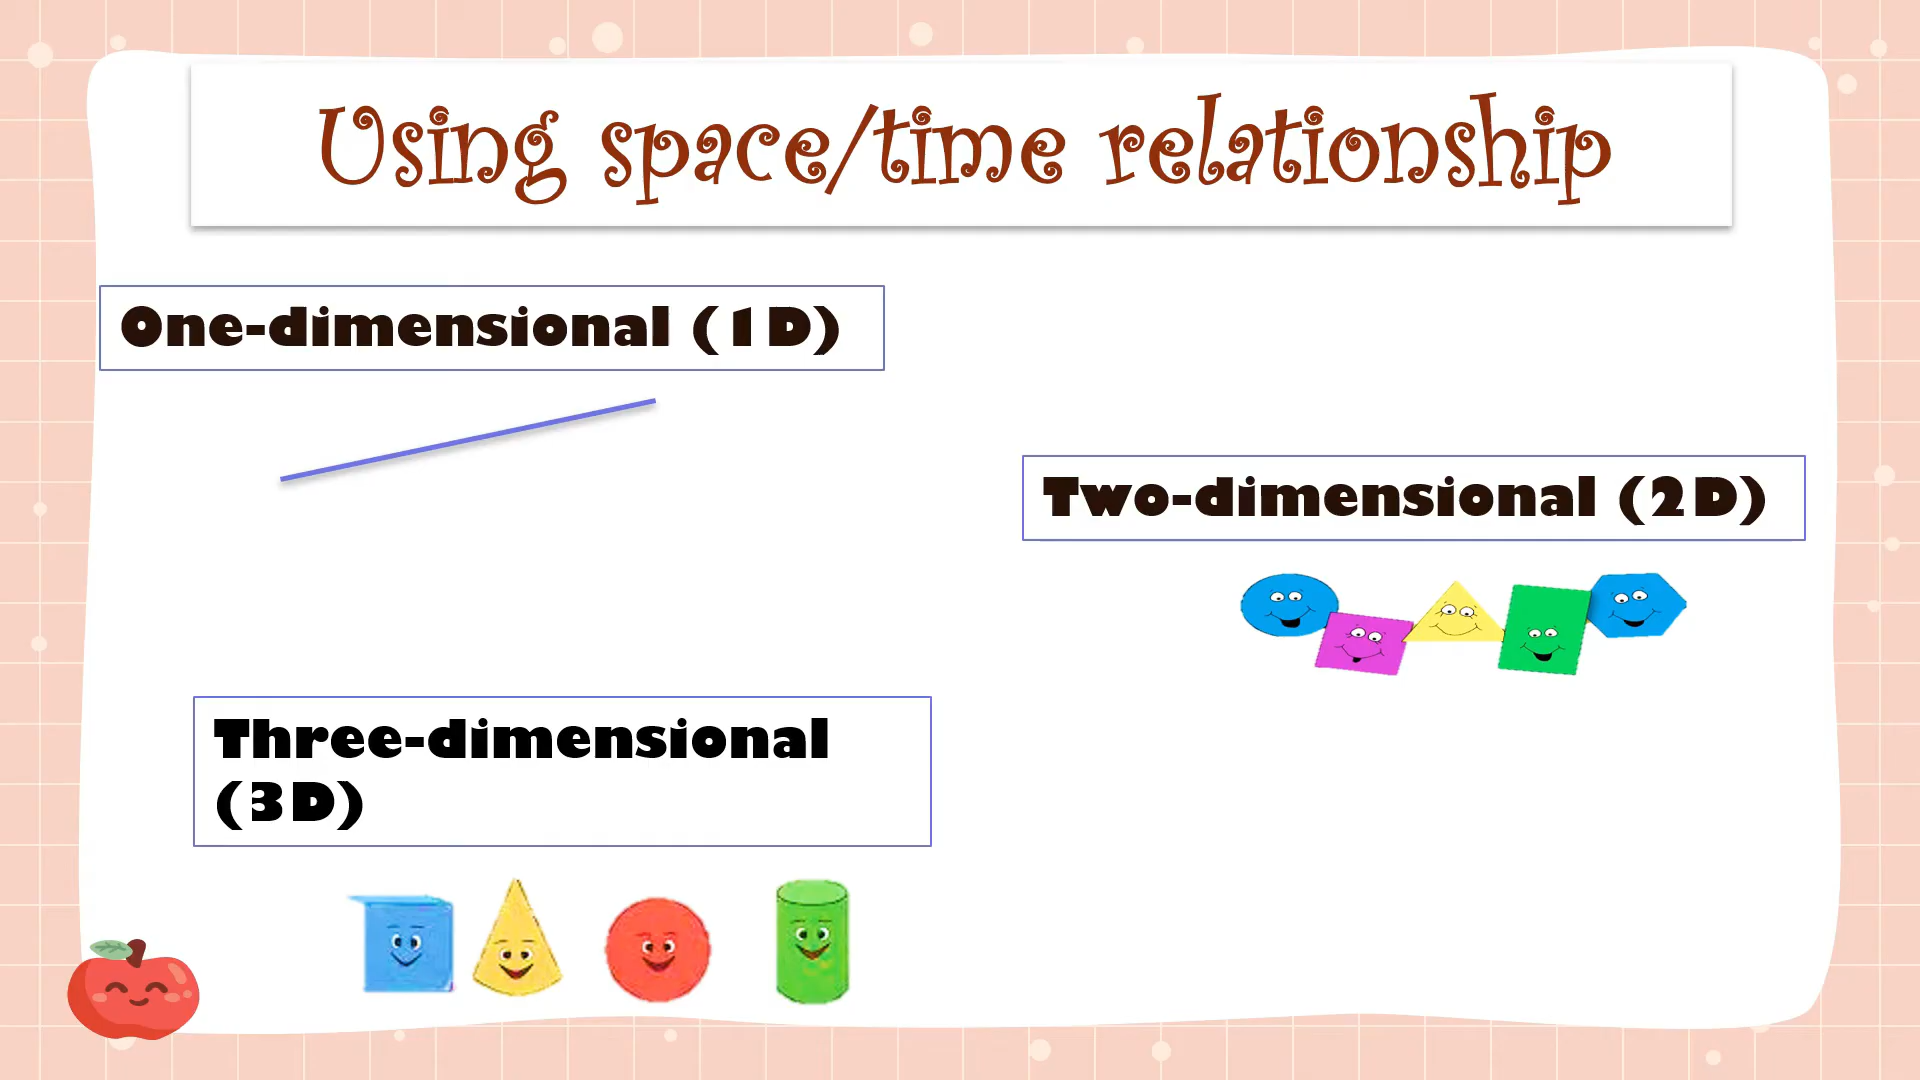 Using space/time relationship
One-dimensional (1D)
Two-dimensional (2D)
Three-dimensional
(3D)